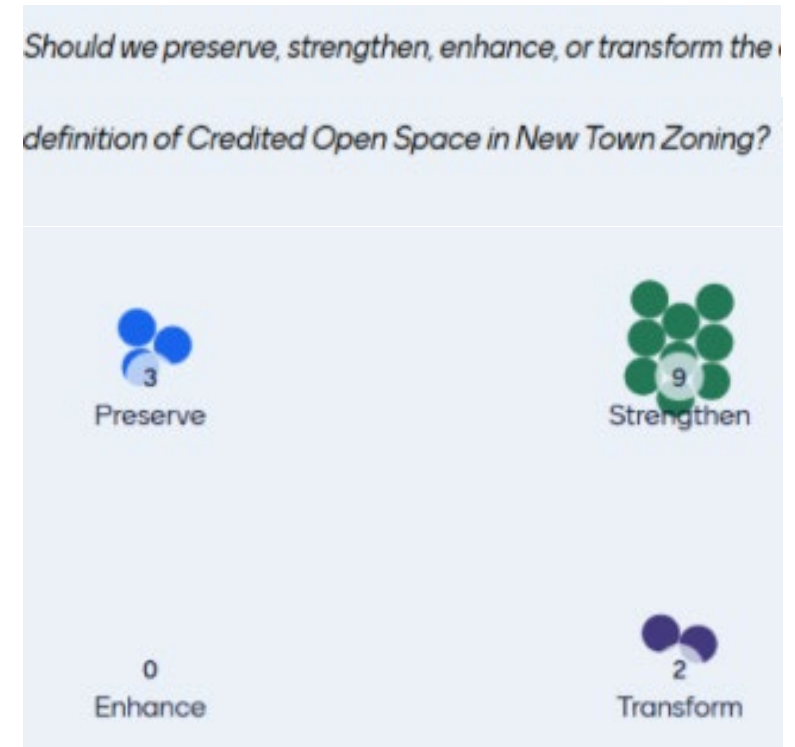 Should we preserve, strengthen, enhance, or transform the
definition of Credited Open Space in New Town Zoning?
3
Preserve
9
Strengthen
0
Enhance
2
Transform